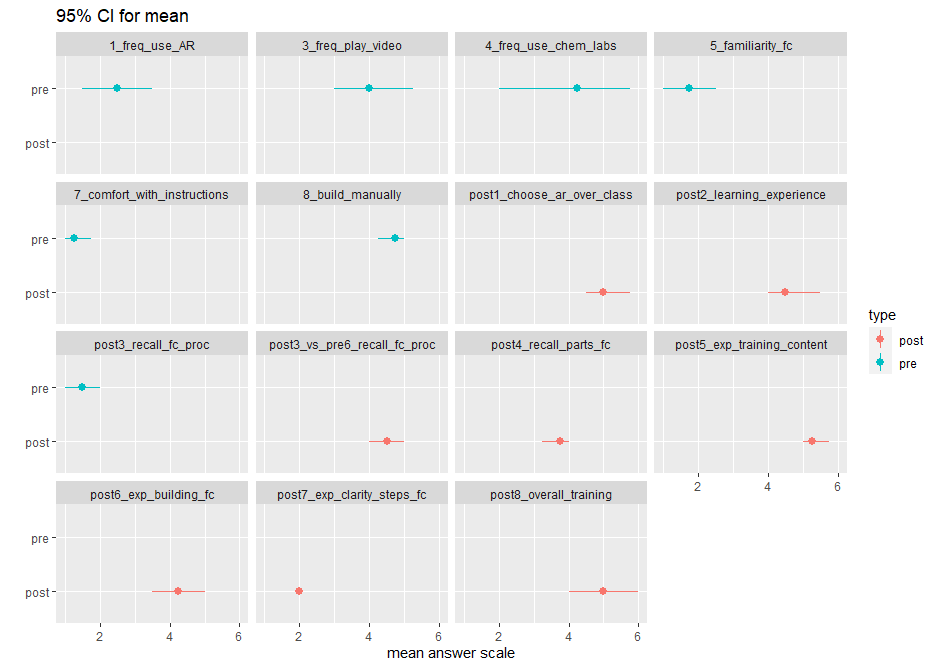 95% CI for mean
1_freq_use_AR 3_freq_play_video 4_freq_use_chem_labs 5_familiarity_fc
pre
post
7_comfort_with_instructions 8_build_manually post1_choose_ar_over_class post2_learning_experience
pre
post
post3_recall_fc_proc post3_vs_pre6_recall_fc_proc post4_recall_parts_fc post5_exp_training_content
pre
post
2 4 6
post6_exp_building_fc post7_exp_clarity_steps_fc post8_overall_training
pre
post
2 4 6 2 4 6 2 4 6
mean answer scale
type
post
pre